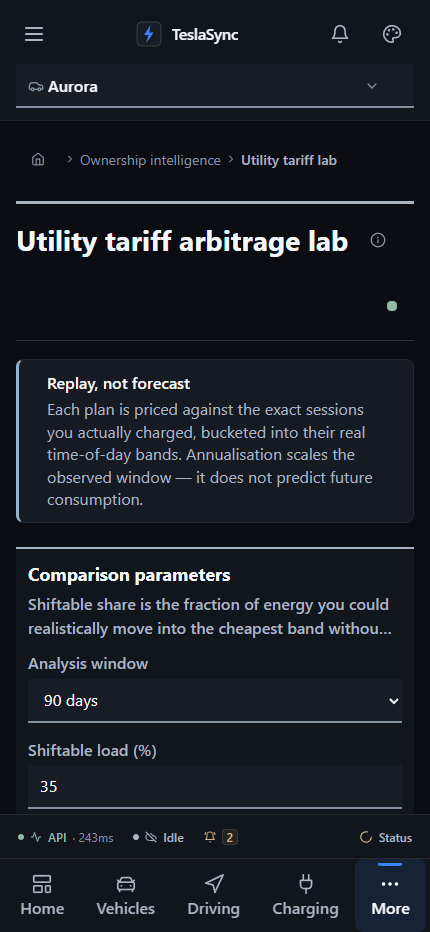 TeslaSync
Aurora
Ownership intelligence
Utility tariff lab
Utility tariff arbitrage lab
Replay, not forecast
Each plan is priced against the exact sessions
you actually charged, bucketed into their real
time-of-day bands. Annualisation scales the
observed window — it does not predict future
consumption.
Comparison parameters
Shiftable share is the fraction of energy you could
realistically move into the cheapest band withou...
Analysis window
90 days
Shiftable load (%)
35
API · 243ms
Idle
2
Status
Home
Vehicles
Driving
Charging
More